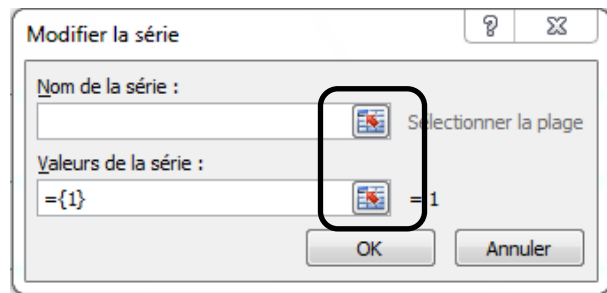 Modifier la série
Nom de la série :
Sélectionner la plage
Valeurs de la série :
={1}
= 1
OK
Annuler